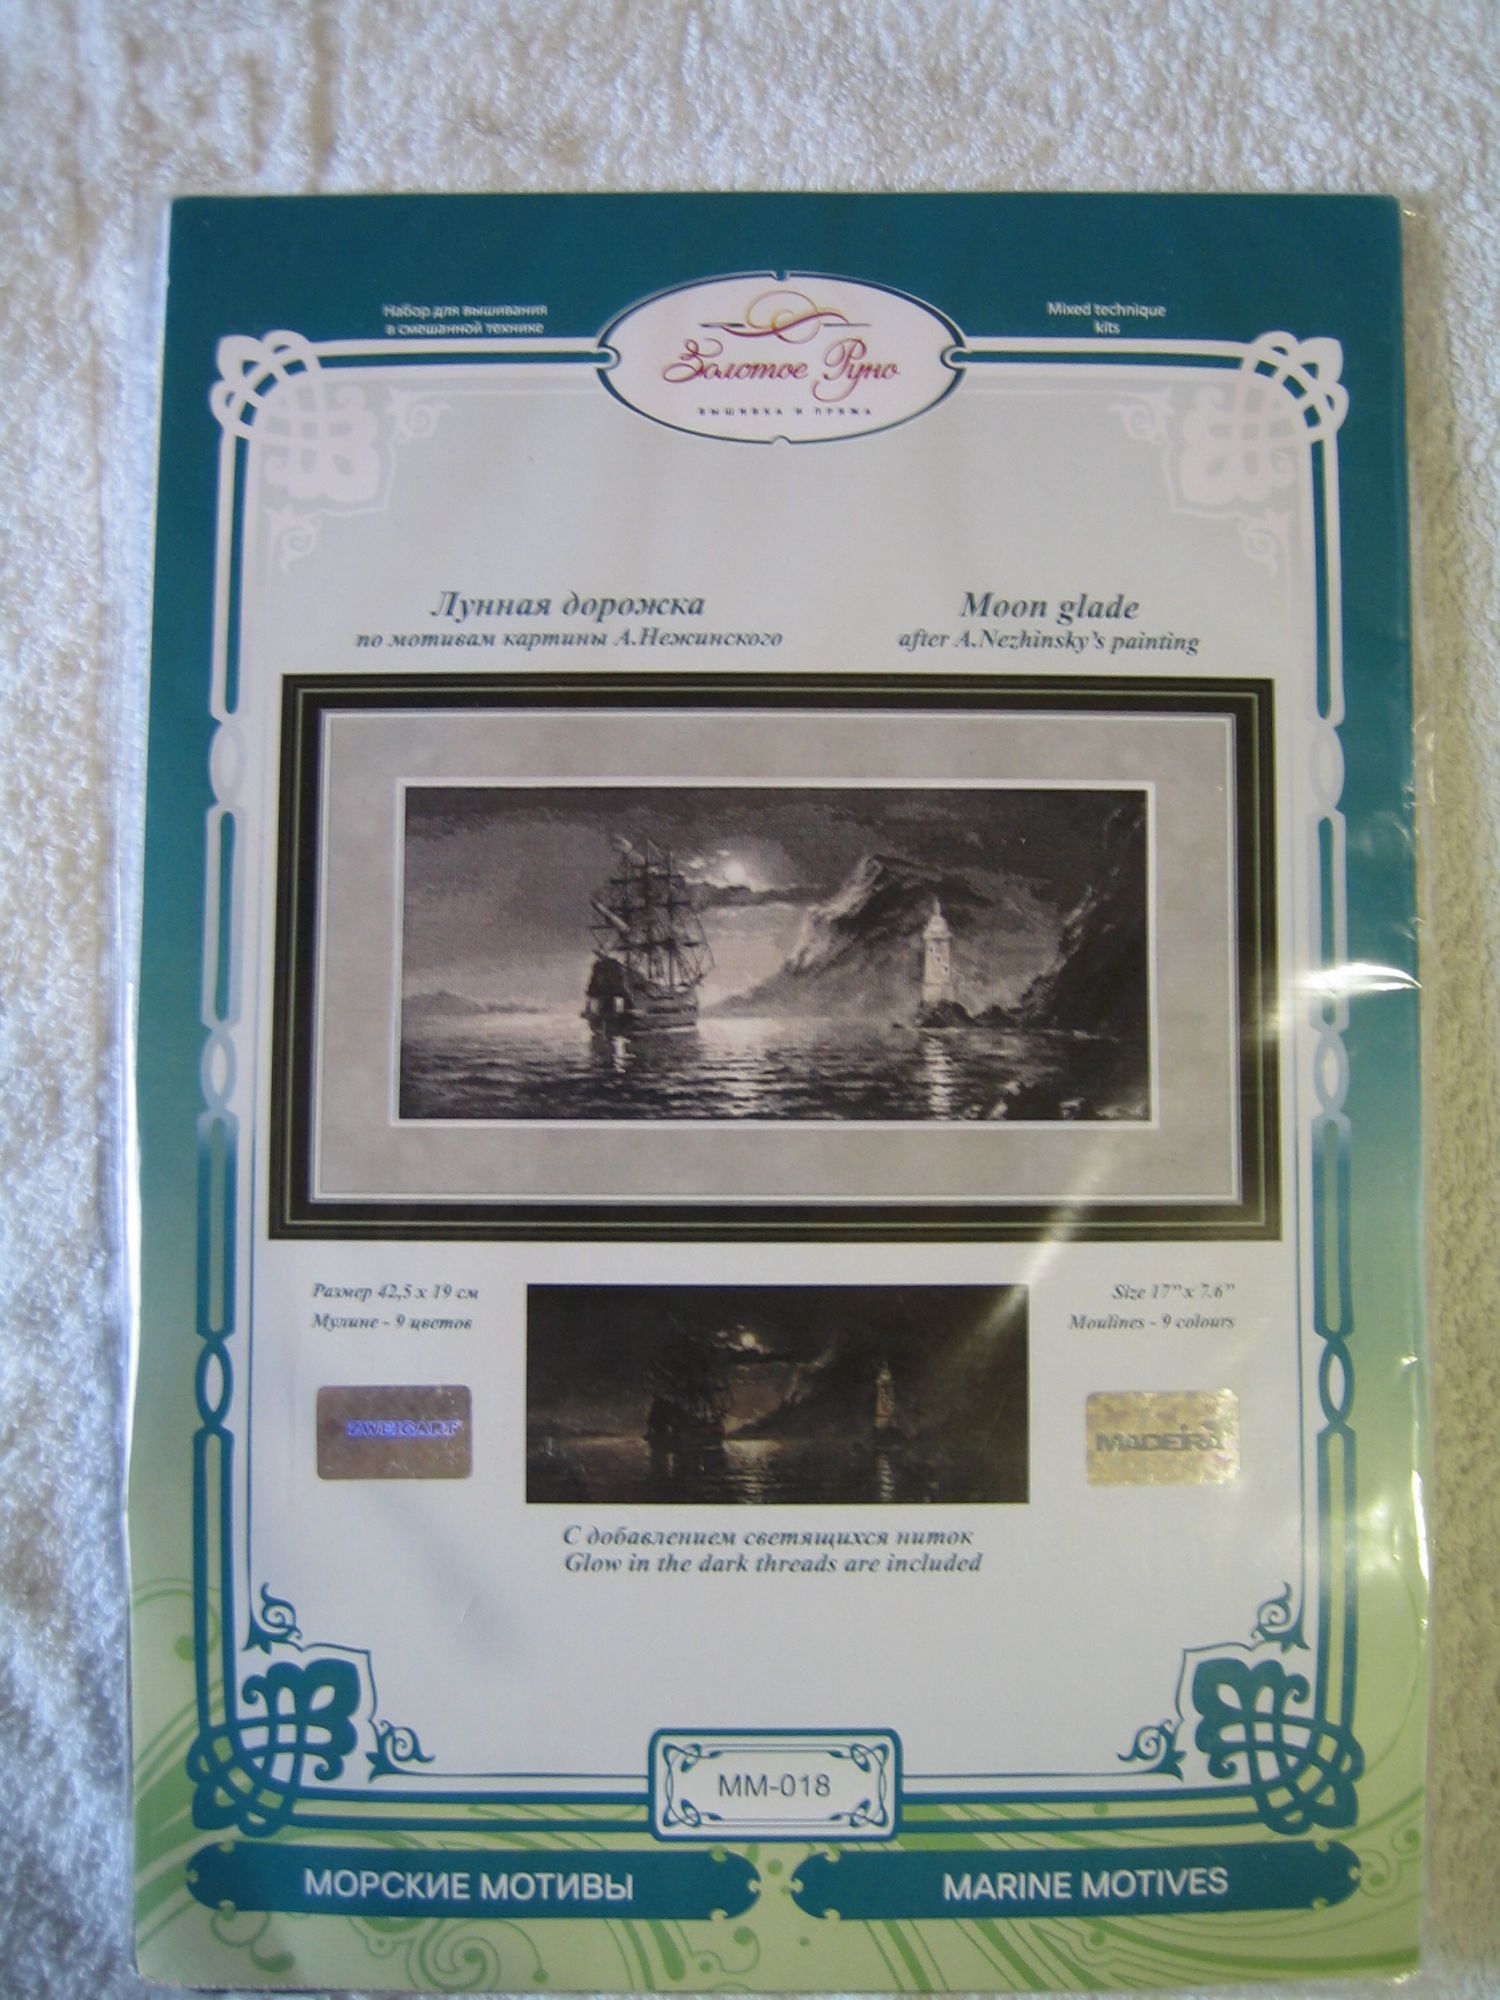 Набор для вышивания
в смешанной технике
Mixed technique
kits
Золотое Руно
ВЫШИВКА И ПРЯЖА
Лунная дорожка
по мотивам картины А.Нежинского
Moon glade
after A.Nezhinsky's painting
Размер 42,5 x 19 см
Мулине - 9 цветов
Size 17"x 7.6"
Moulines - 9 colours
ZWEIGART
MADEIRA
С добавлением светящихся ниток
Glow in the dark threads are included
MM-018
МОРСКИЕ МОТИВЫ
MARINE MOTIVES